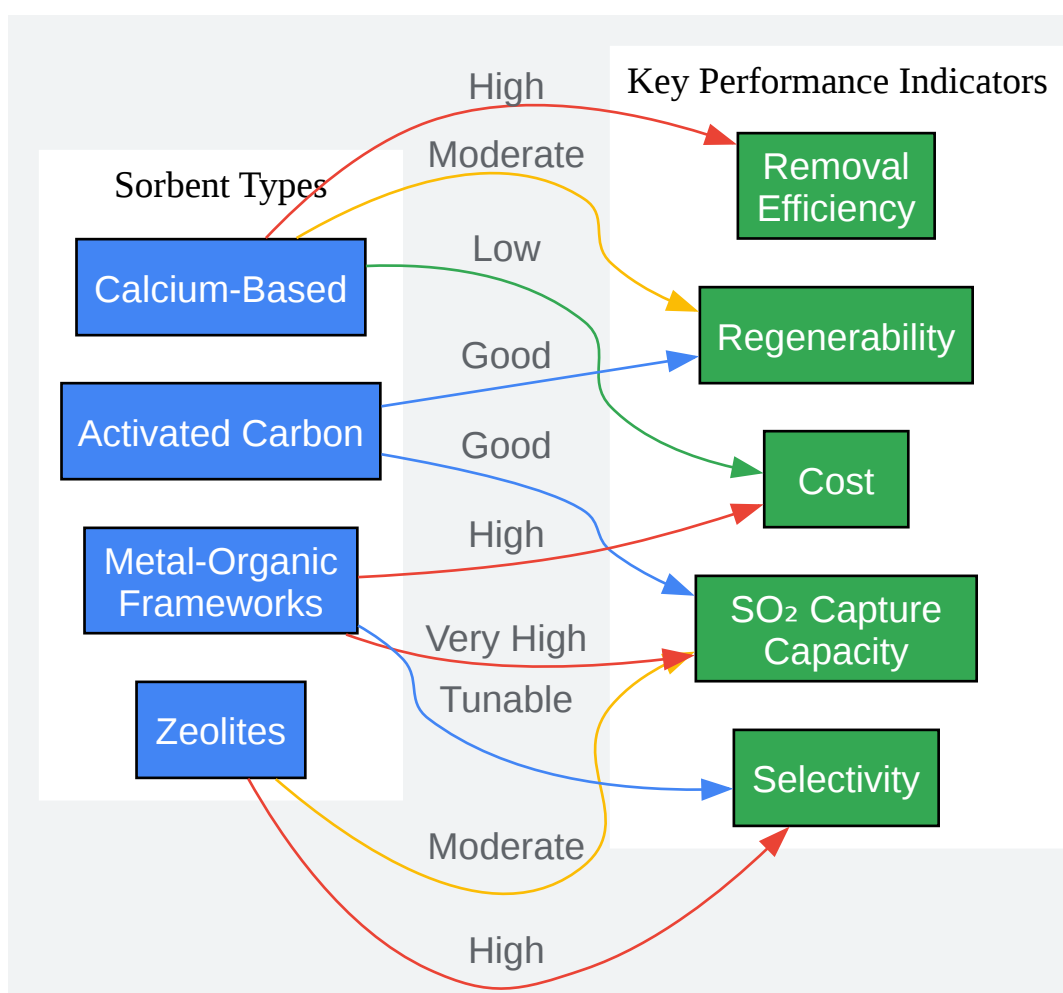 Sorbent Types
Calcium-Based
Activated Carbon
Metal-Organic
Frameworks
Zeolites
High
Moderate
Low
Good
Good
High
Very High
Tunable
Moderate
High
Key Performance Indicators
Removal
Efficiency
Regenerability
Cost
SO₂ Capture
Capacity
Selectivity